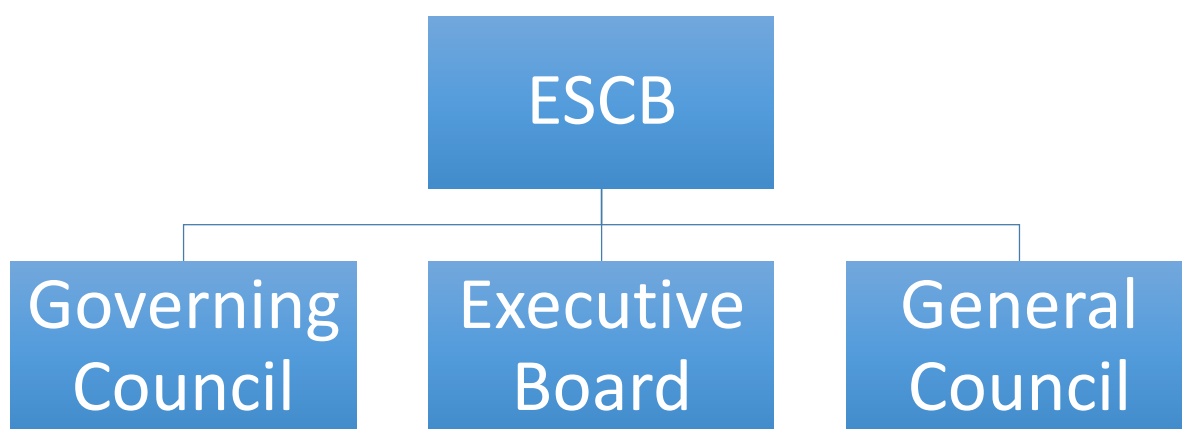 ESCB
Governing
Council
Executive
Board
General
Council